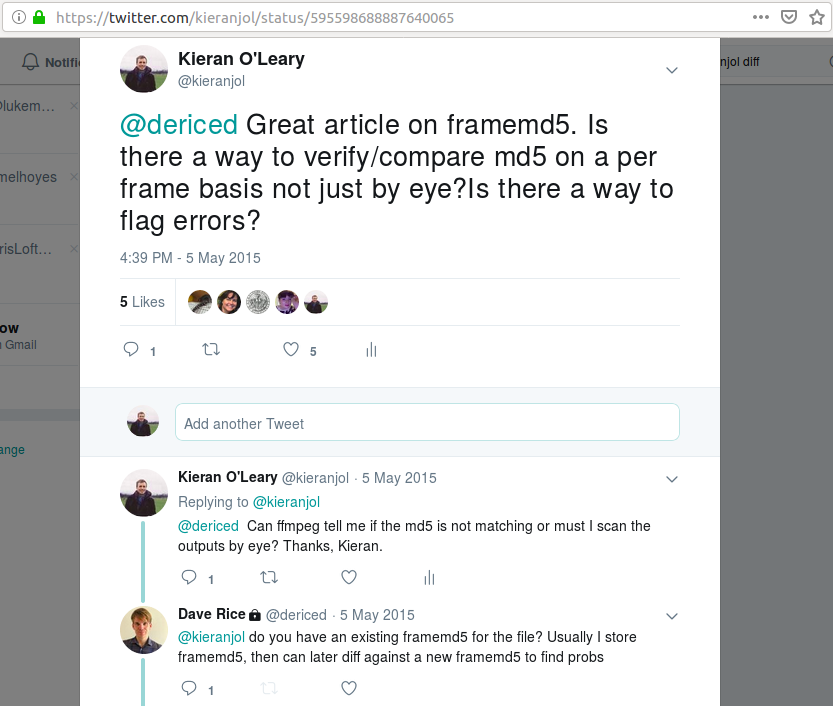 https://twitter.com/kieranjol/status/595598688887640065
Notific
njol diff
Kieran O'Leary
@kieranjol
@dericed Great article on framemd5. Is
there a way to verify/compare md5 on a per
frame basis not just by eye?Is there a way to
flag errors?
4:39 PM - 5 May 2015
5 Likes
1 5
Add another Tweet
Kieran O'Leary @kieranjol · 5 May 2015
Replying to @kieranjol
@dericed Can ffmpeg tell me if the md5 is not matching or must I scan the
outputs by eye? Thanks, Kieran.
1
Dave Rice @dericed · 5 May 2015
@kieranjol do you have an existing framemd5 for the file? Usually I store
framemd5, then can later diff against a new framemd5 to find probs
1
lukem…
melhoyes
risLoft…
ow
Gmail
ange